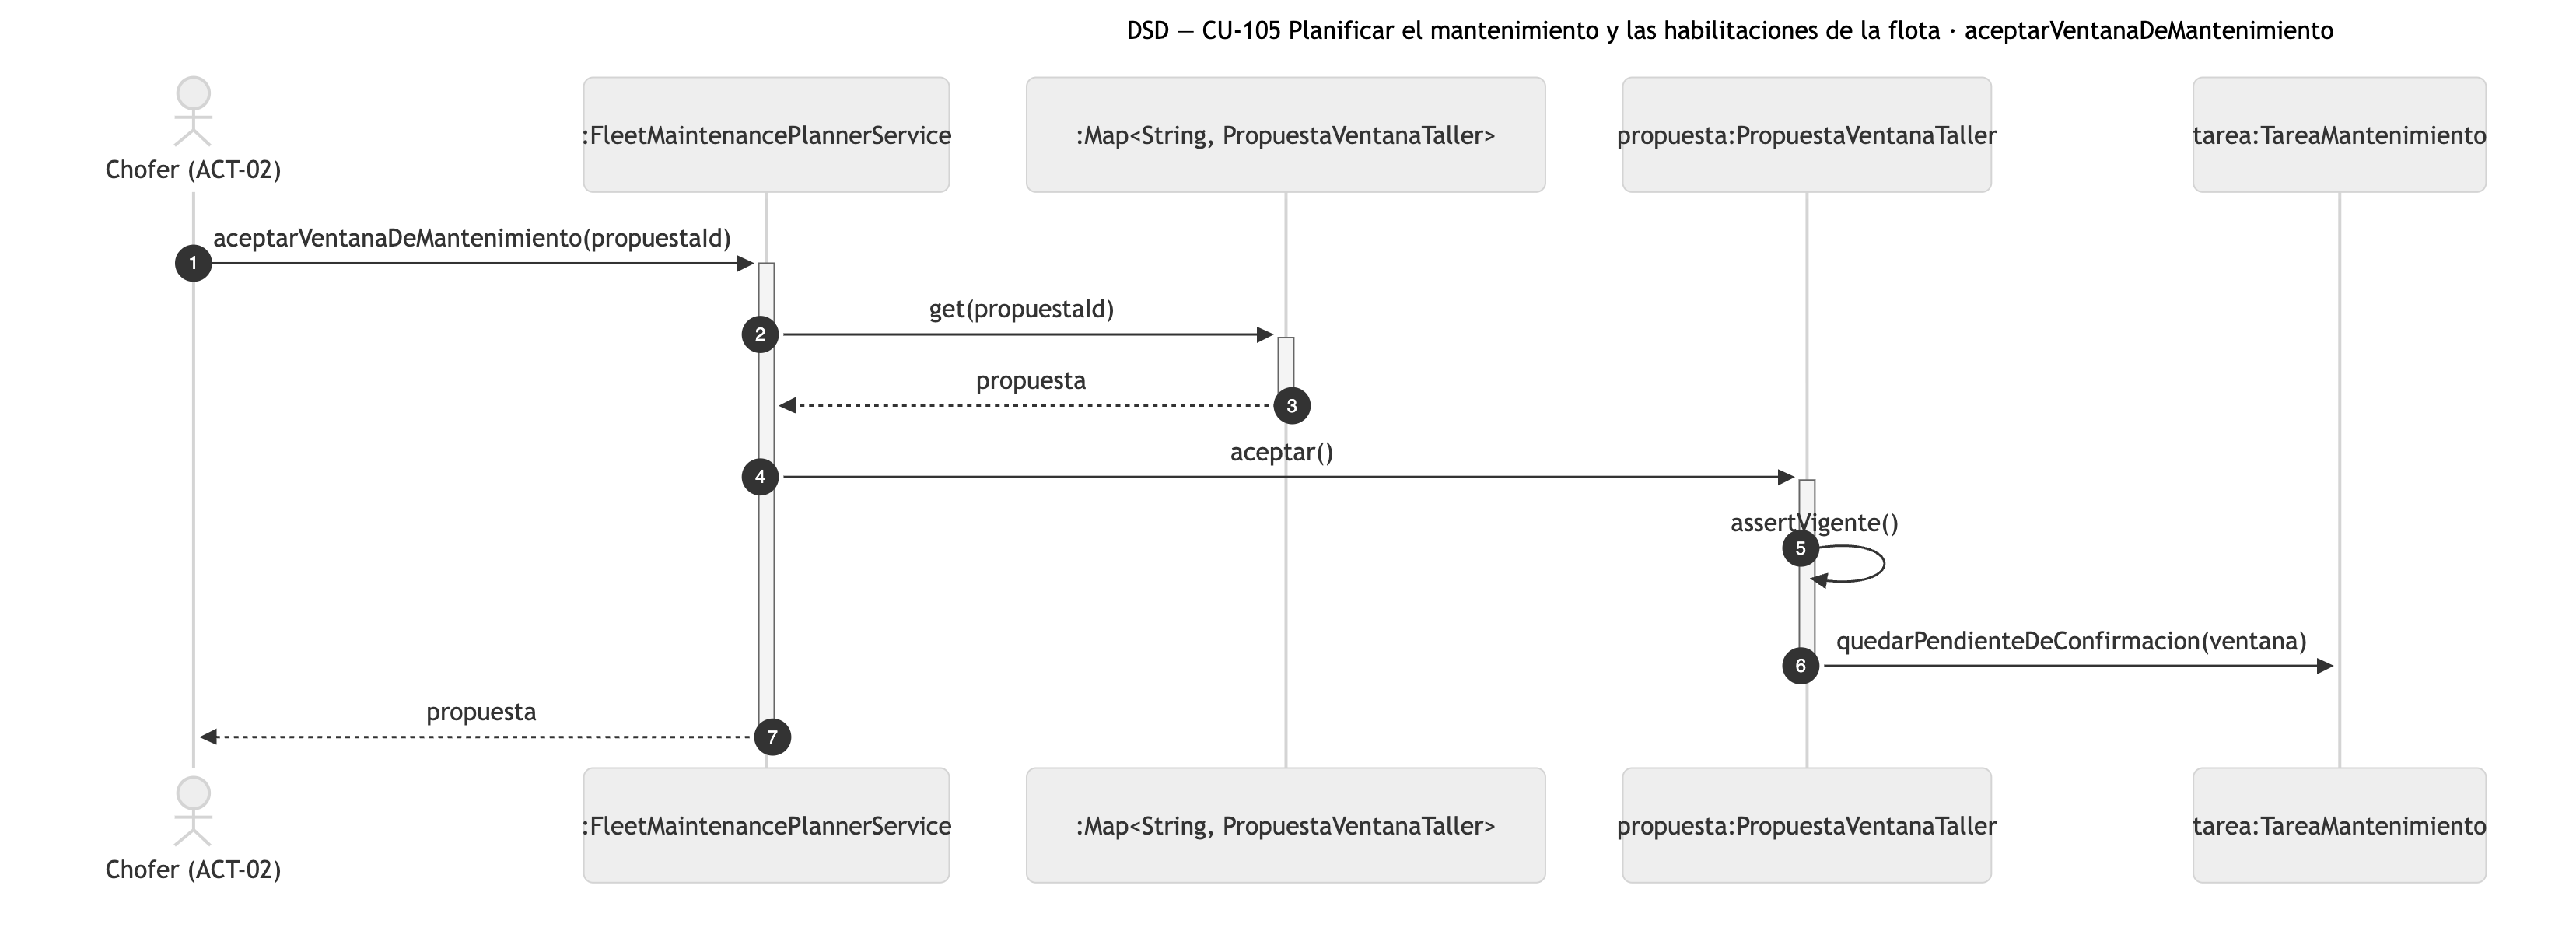 DSD — CU-105 Planificar el mantenimiento y las habilitaciones de la flota · aceptarVentanaDeMantenimiento
:FleetMaintenancePlannerService
:Map<String, PropuestaVentanaTaller>
propuesta:PropuestaVentanaTaller
tarea:TareaMantenimiento
Chofer (ACT-02)
aceptarVentanaDeMantenimiento(propuestaId)
1
get(propuestaId)
2
propuesta
3
aceptar()
4
assertVigente()
5
quedarPendienteDeConfirmacion(ventana)
6
propuesta
7
:FleetMaintenancePlannerService
:Map<String, PropuestaVentanaTaller>
propuesta:PropuestaVentanaTaller
tarea:TareaMantenimiento
Chofer (ACT-02)